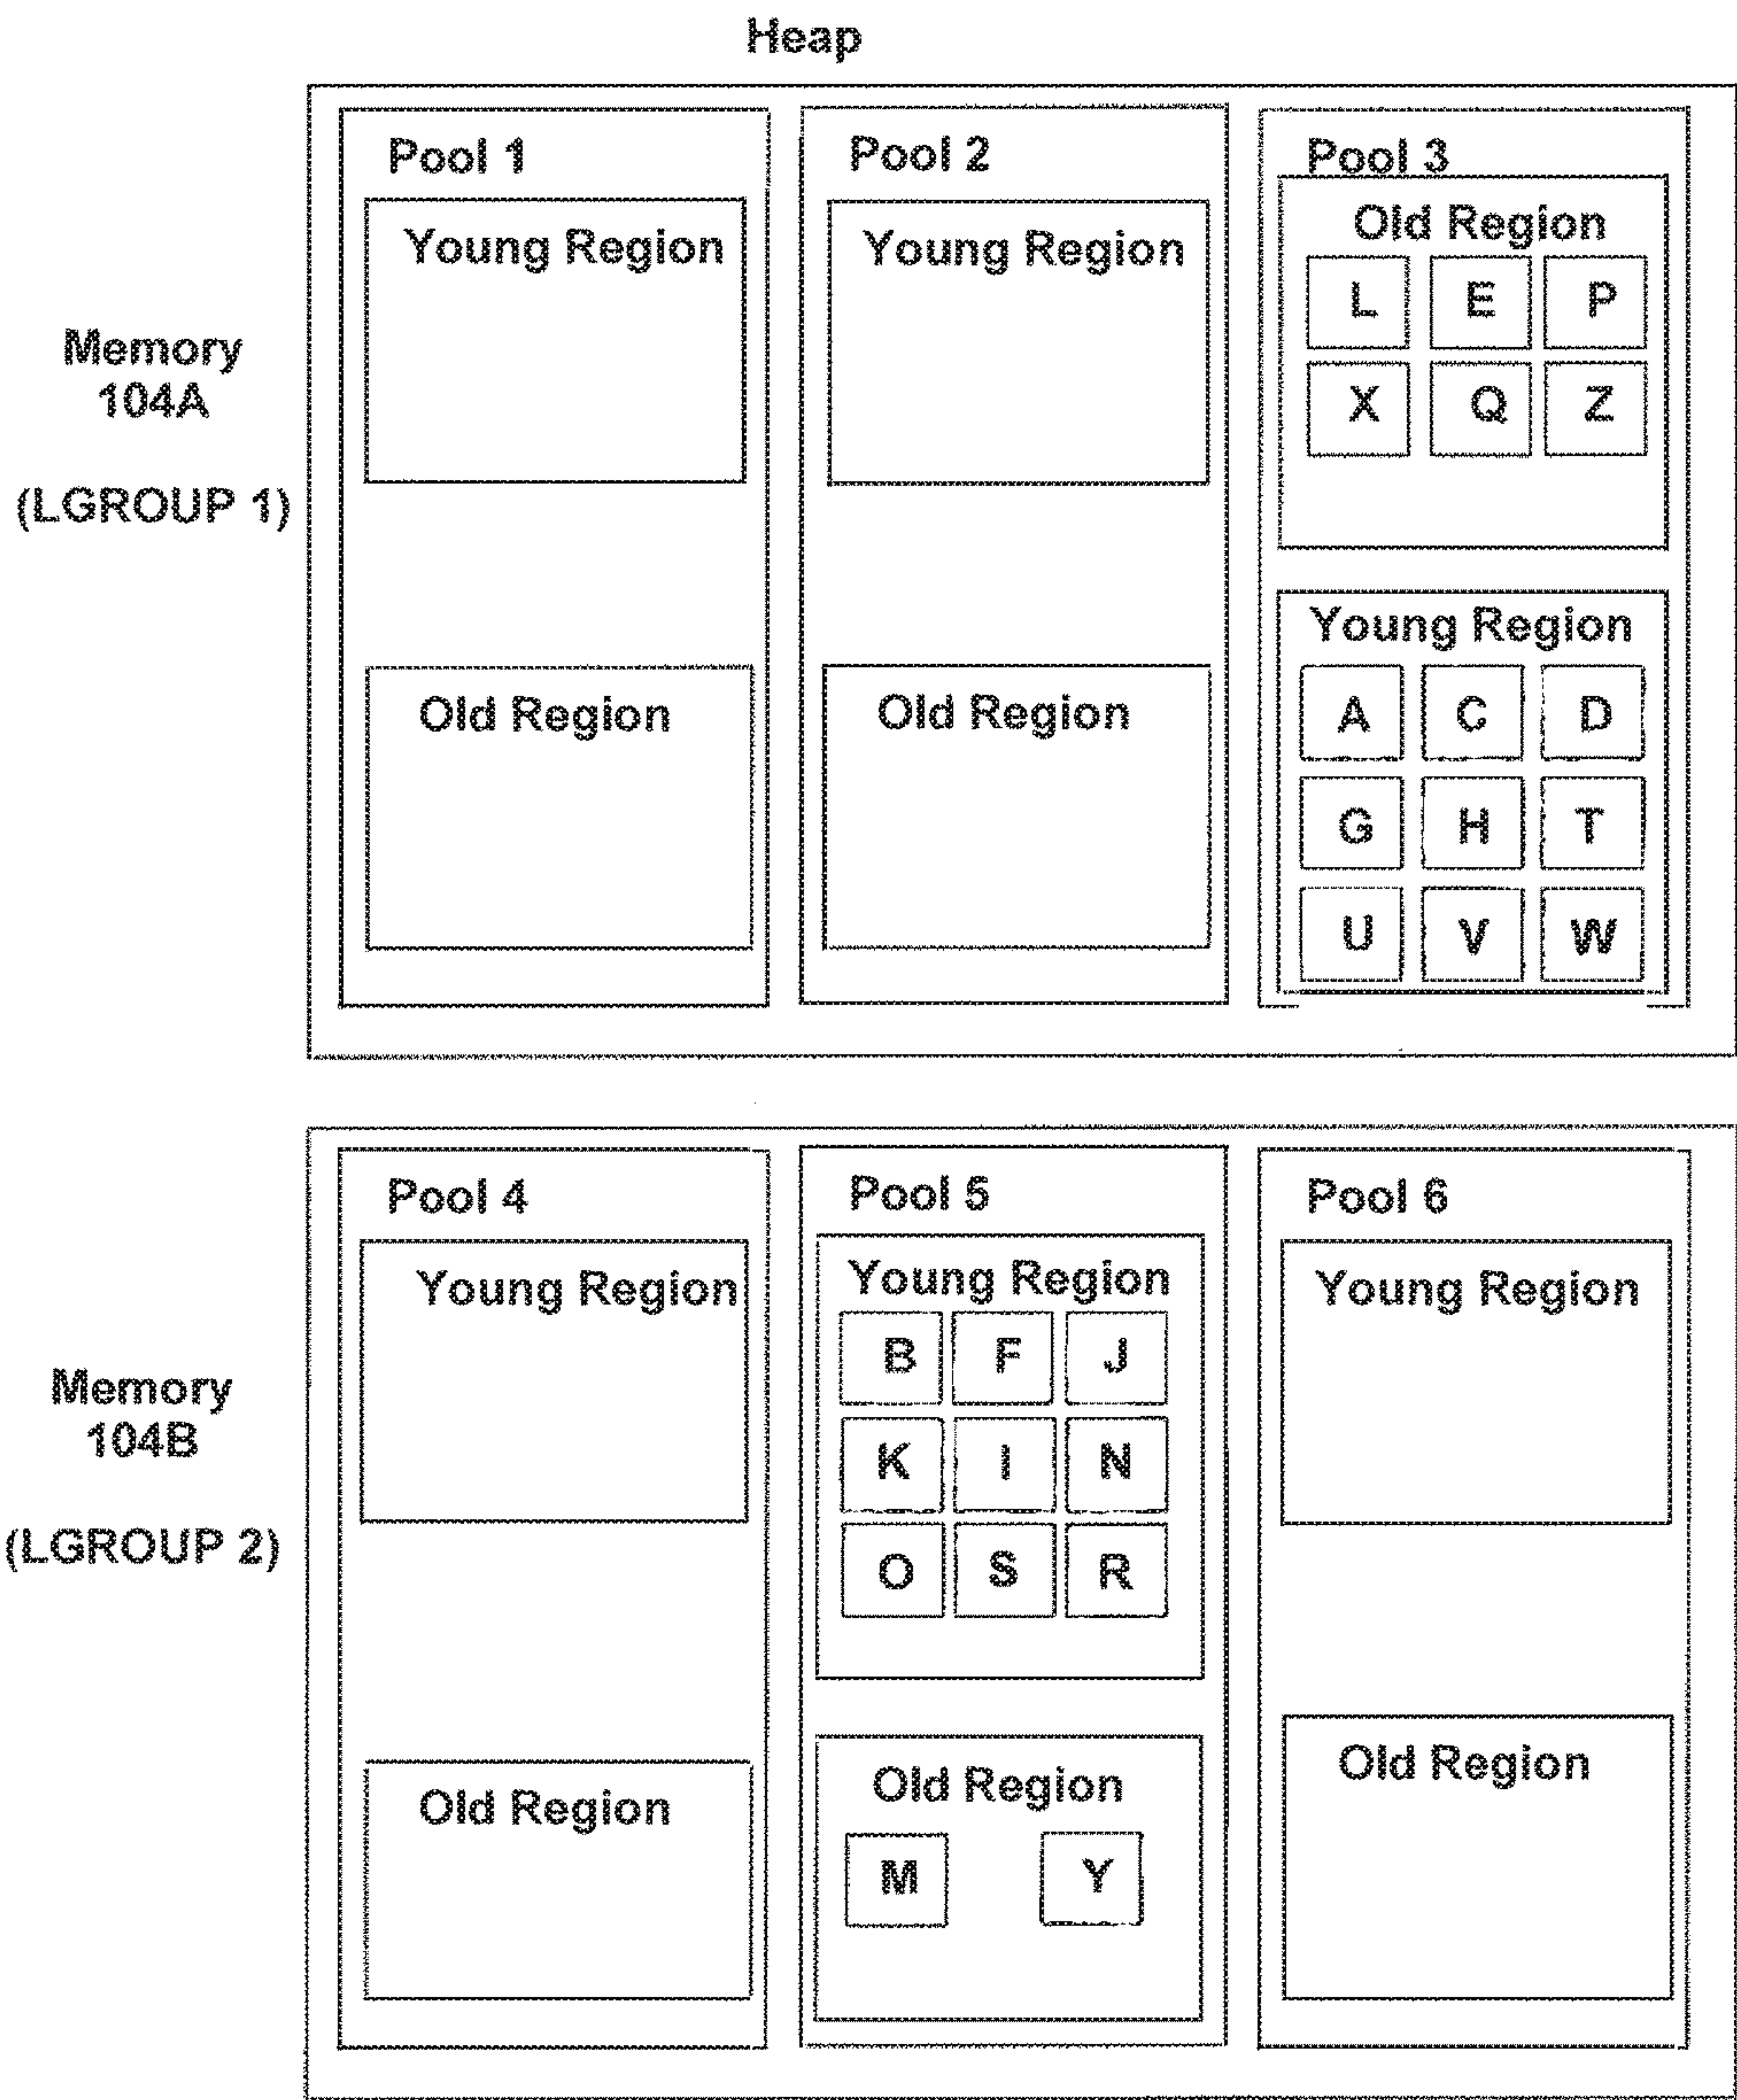 Heap
Memory
104A
(LGROUP 1)
Pool 1
Young Region
Old Region
Pool 2
Young Region
Old Region
Pool 3
Old Region
L E P
X Q Z
Young Region
A C D
G H T
U V W
Memory
104B
(LGROUP 2)
Pool 4
Young Region
Old Region
Pool 5
Young Region
B F J
K I N
O S R
Old Region
M Y
Pool 6
Young Region
Old Region